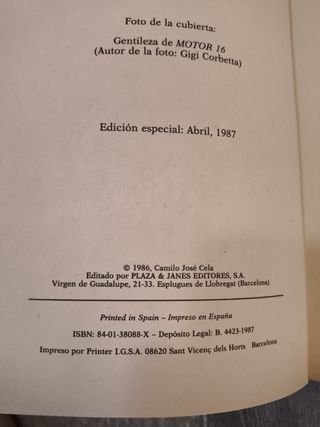 Foto de la cubierta:
Gentileza de MOTOR 16
(Autor de la foto: Gigi Corbetta)
Edición especial: Abril, 1987
© 1986, Camilo José Cela
Editado por PLAZA & JANES EDITORES, S.A.
Virgen de Guadalupe, 21-33. Esplugues de Llobregat (Barcelona)
Printed in Spain – Impreso en España
ISBN: 84-01-38088-X – Depósito Legal: B. 4423-1987
Impreso por Printer I.G.S.A. 08620 Sant Vicenç dels Horts Barcelona